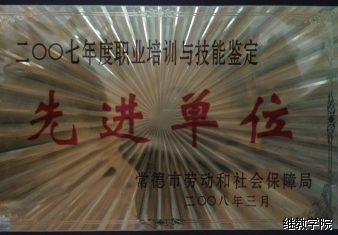 二〇〇七年度职业培训与技能鉴定
先进单位
常德市劳动和社会保障局
二〇〇八年三月
继教学院